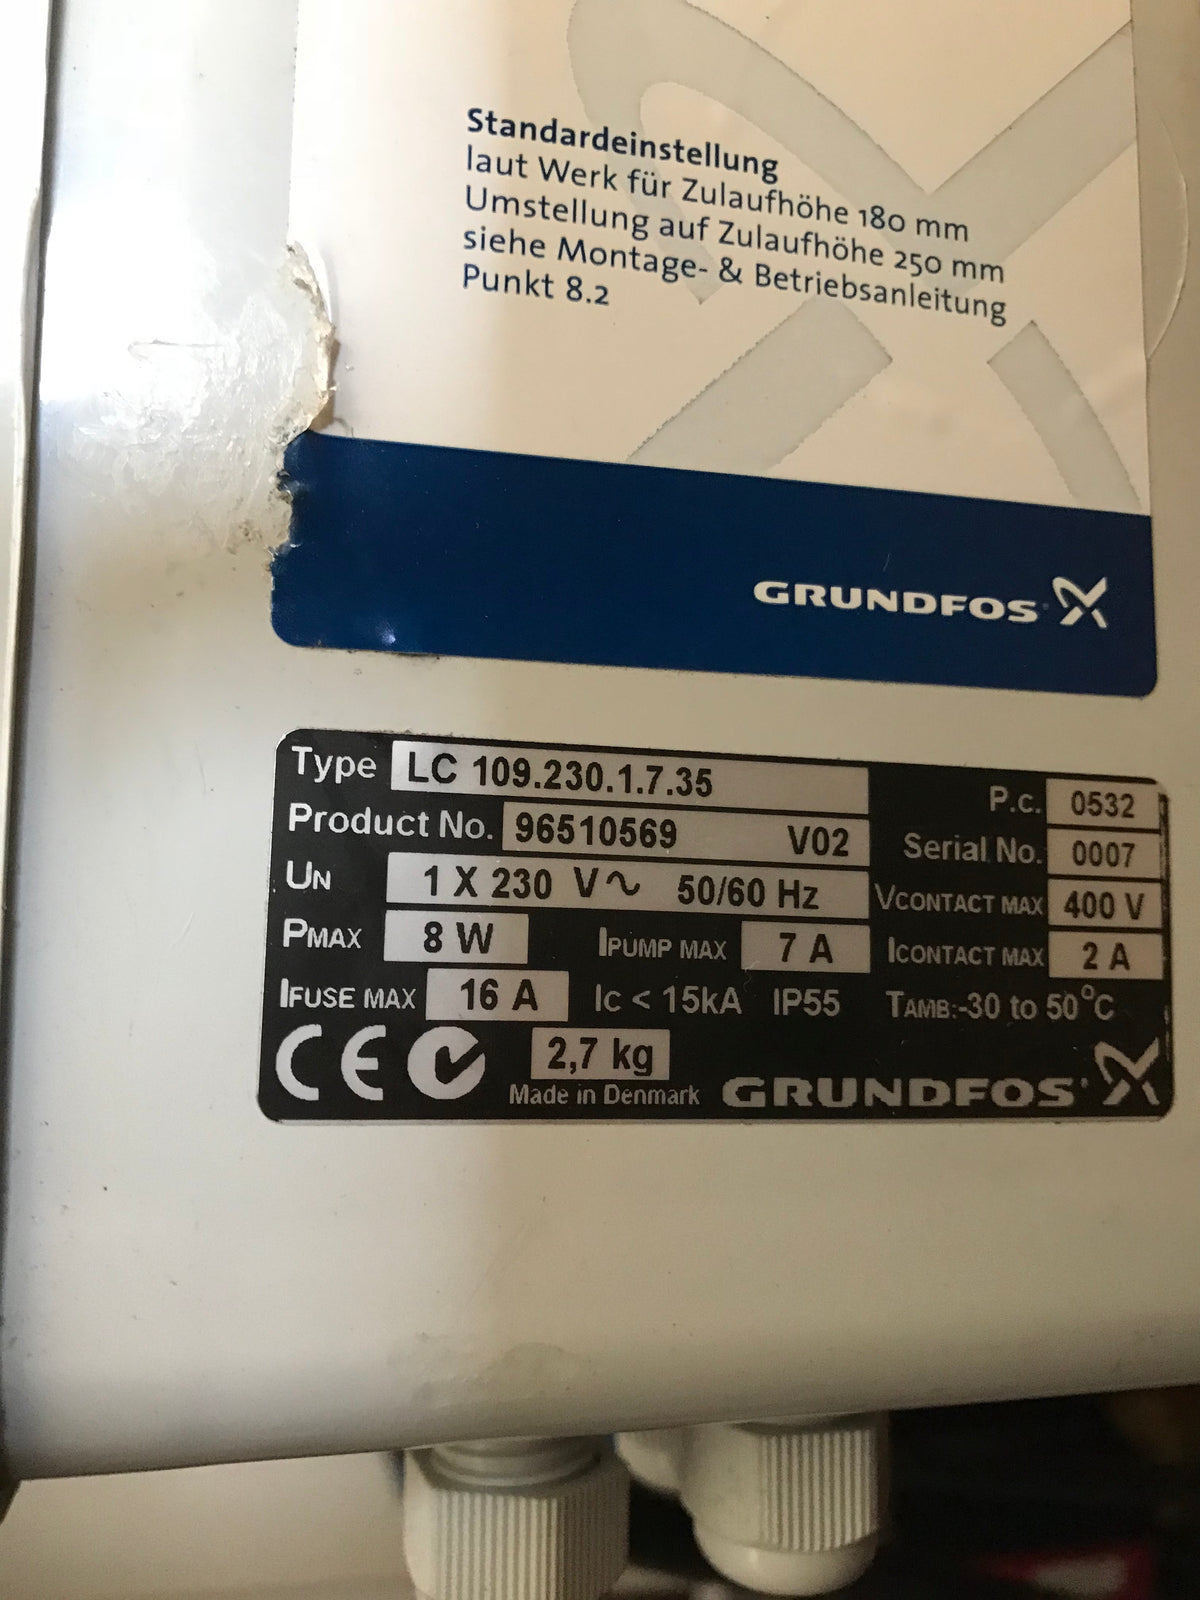 Standardeinstellung
laut Werk für Zulaufhöhe 180 mm
Umstellung auf Zulaufhöhe 250 mm
siehe Montage- & Betriebsanleitung
Punkt 8.2
GRUNDFOS
Type LC 109.230.1.7.35 P.c. 0532
Product No. 96510569 V02 Serial No. 0007
UN 1 X 230 V~ 50/60 Hz VCONTACT MAX 400 V
PMAX 8 W IPUMP MAX 7 A ICONTACT MAX 2 A
IFUSE MAX 16 A IC < 15kA IP55 TAMB:-30 to 50°C
CE 2,7 kg
Made in Denmark GRUNDFOS